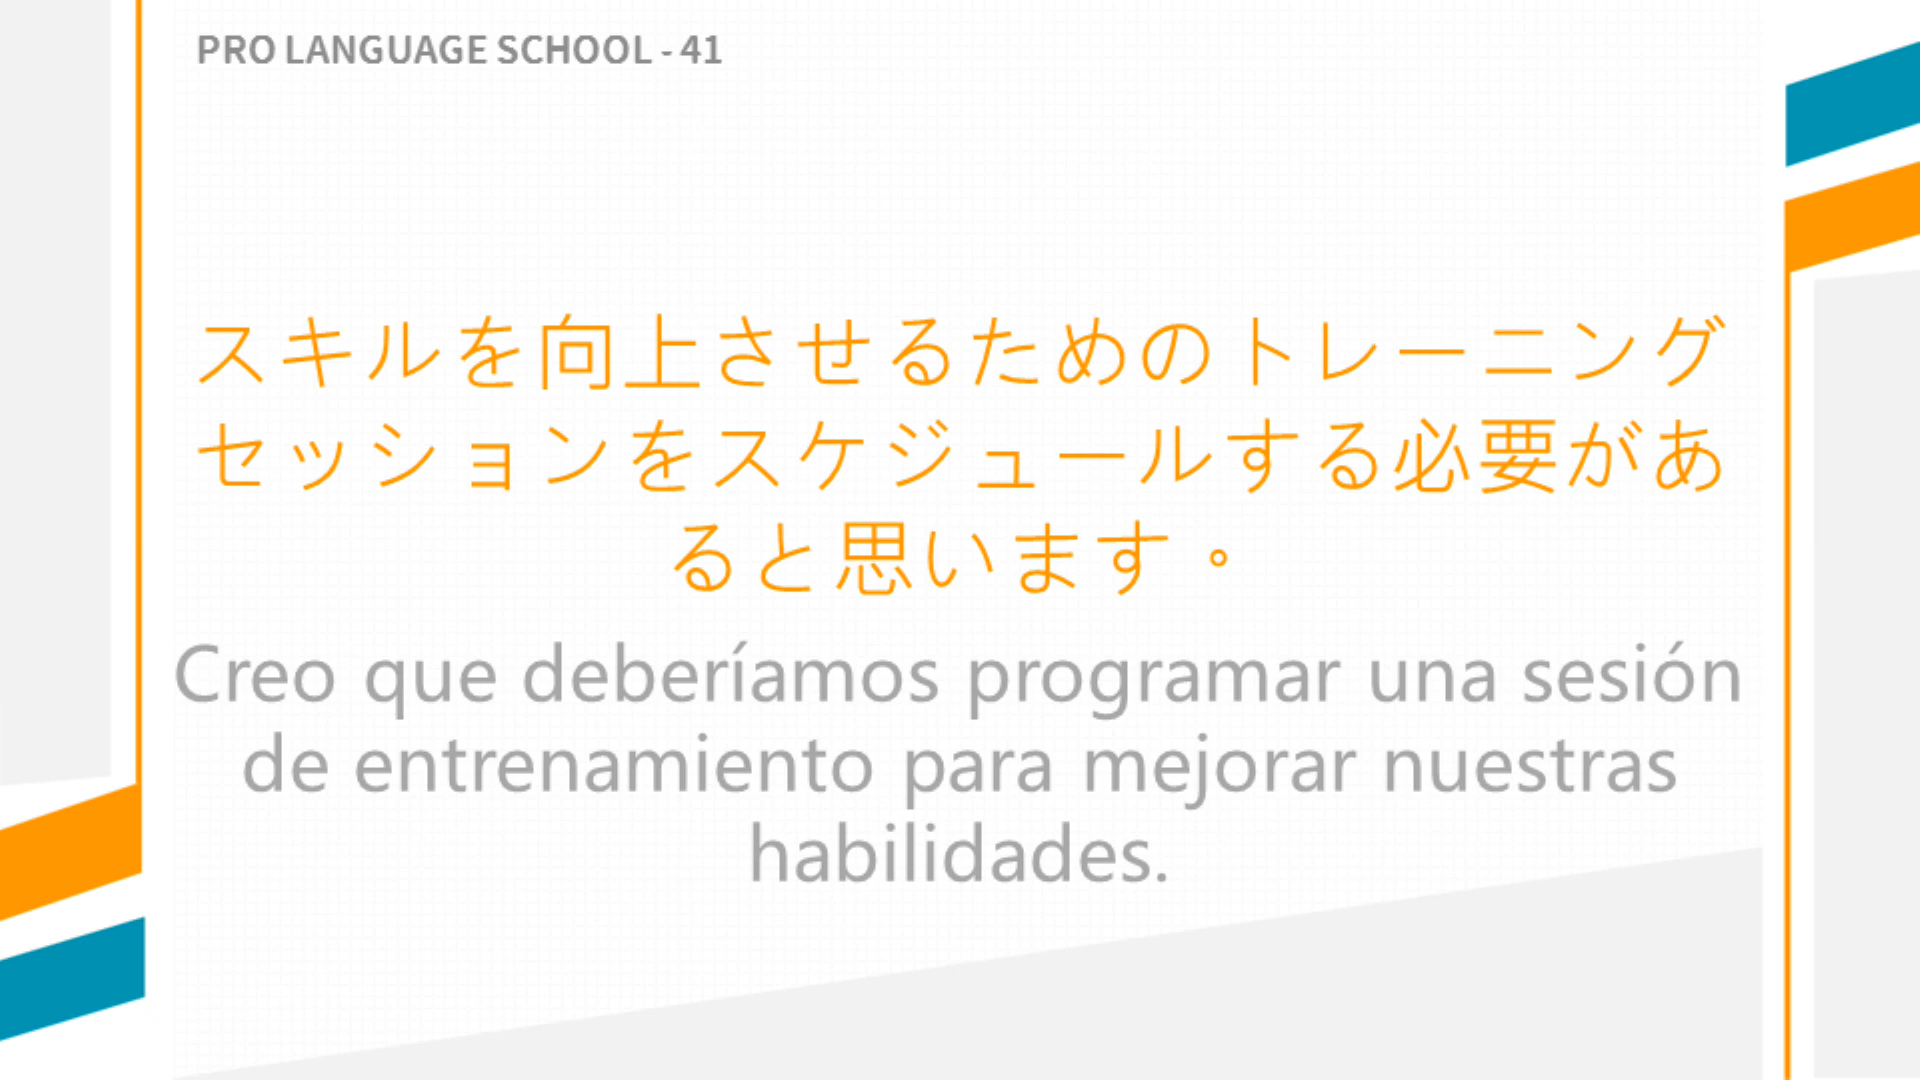 PRO LANGUAGE SCHOOL - 41
スキルを向上させるためのトレーニング
セッションをスケジュールする必要があ
ると思います。
Creo que deberíamos programar una sesión
de entrenamiento para mejorar nuestras
habilidades.